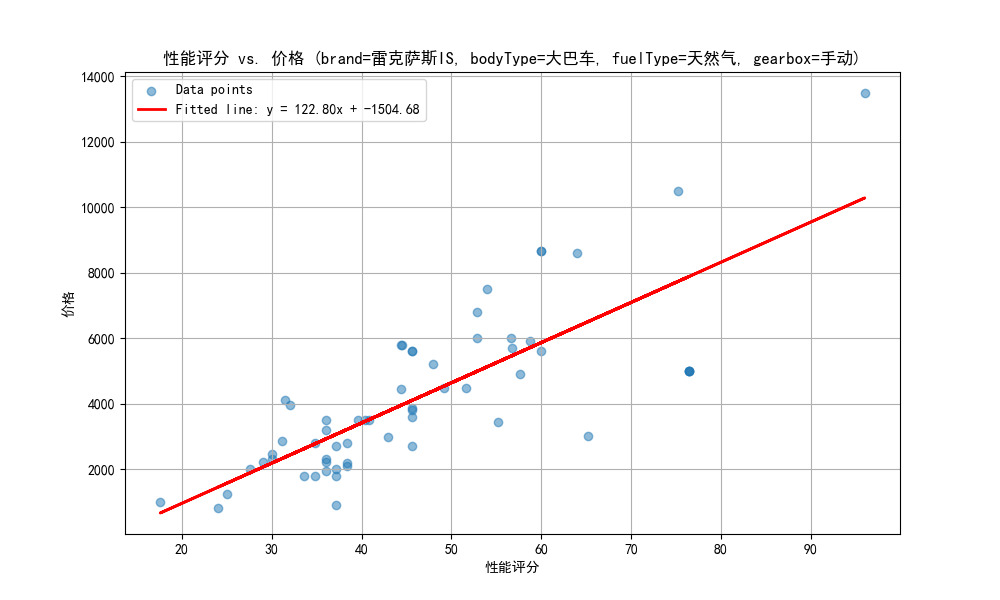 性能评分 vs. 价格 (brand=雷克萨斯IS, bodyType=大巴车, fuelType=天然气, gearbox=手动)
Data points
Fitted line: y = 122.80x + -1504.68
14000
12000
10000
8000
6000
4000
2000
价格
20 30 40 50 60 70 80 90
性能评分